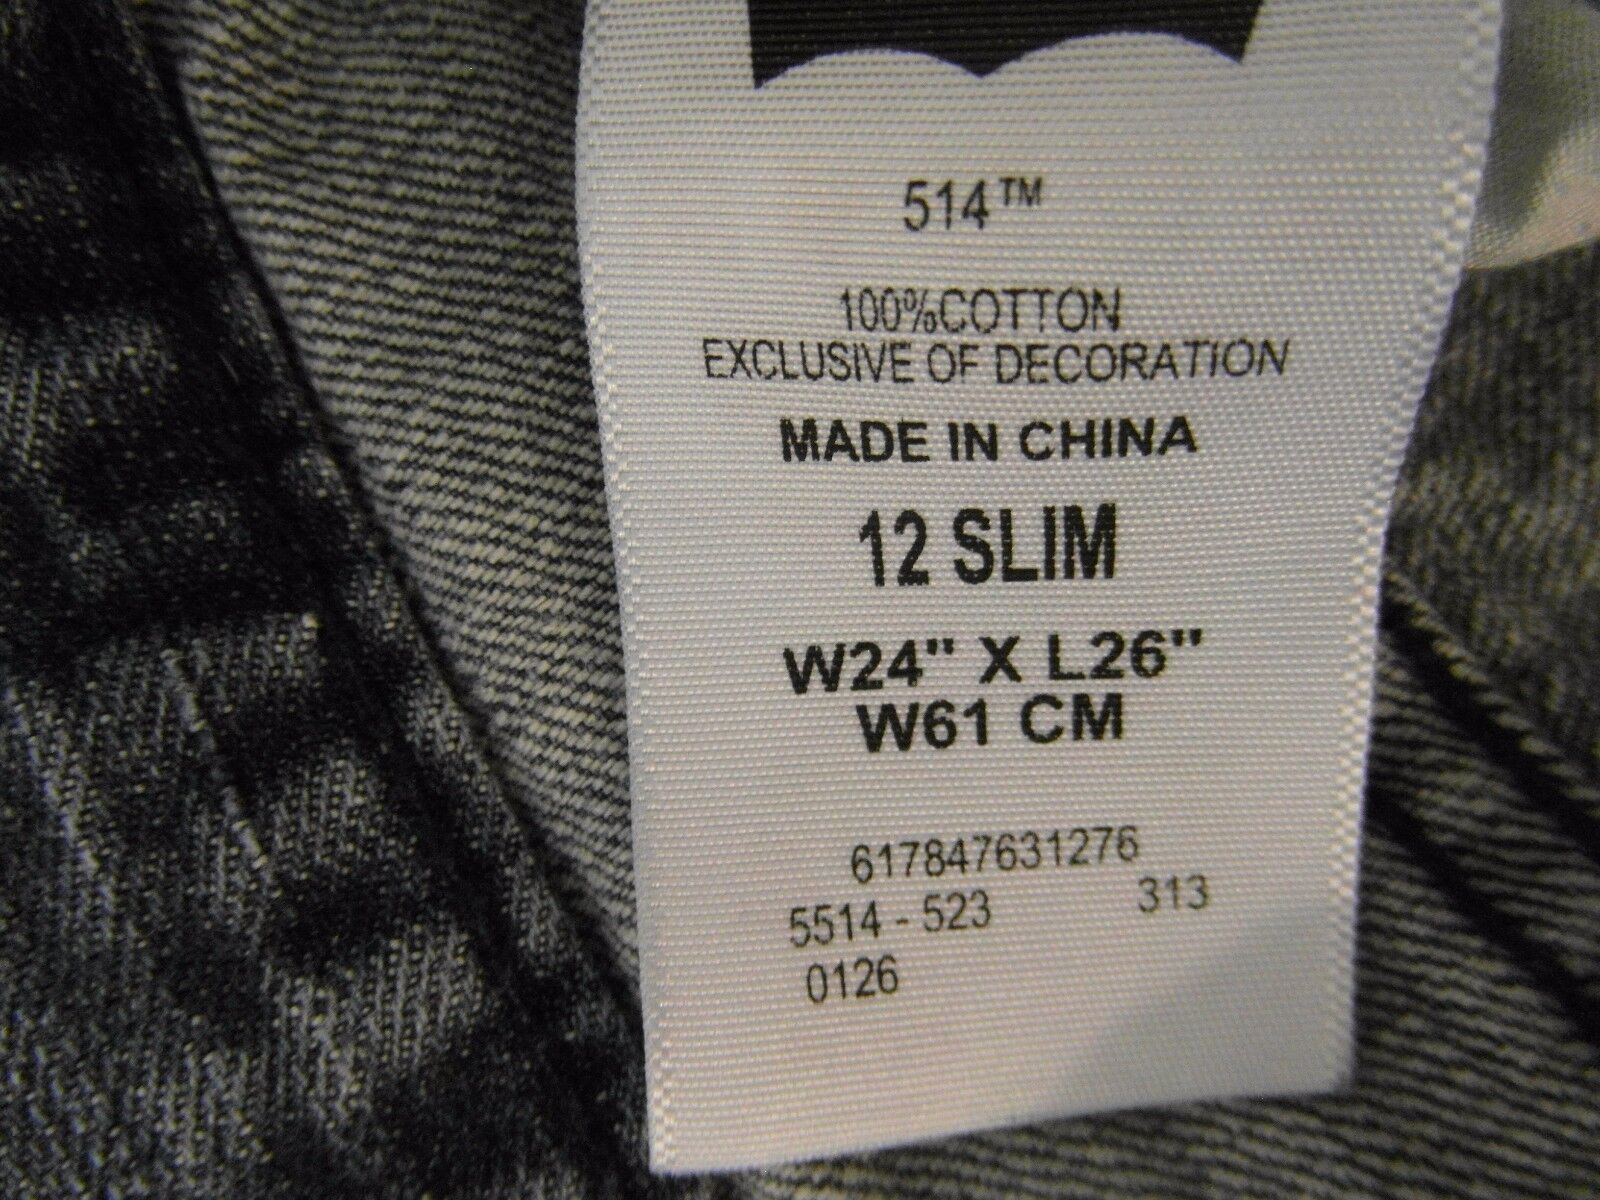 514™
100%COTTON
EXCLUSIVE OF DECORATION
MADE IN CHINA
12 SLIM
W24" X L26"
W61 CM
617847631276
5514 - 523 313
0126